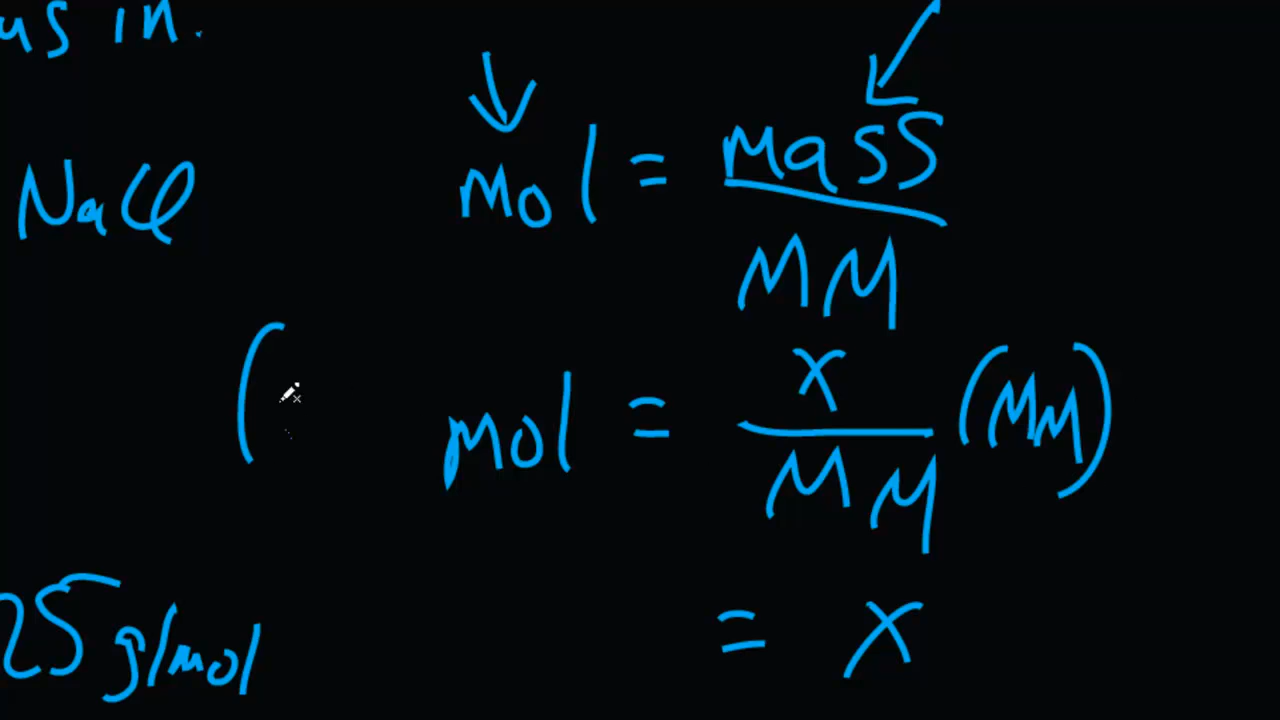 us in.
mol = mass
MM
NaCl
( mol = x (MM)
MM
= x
25 g/mol